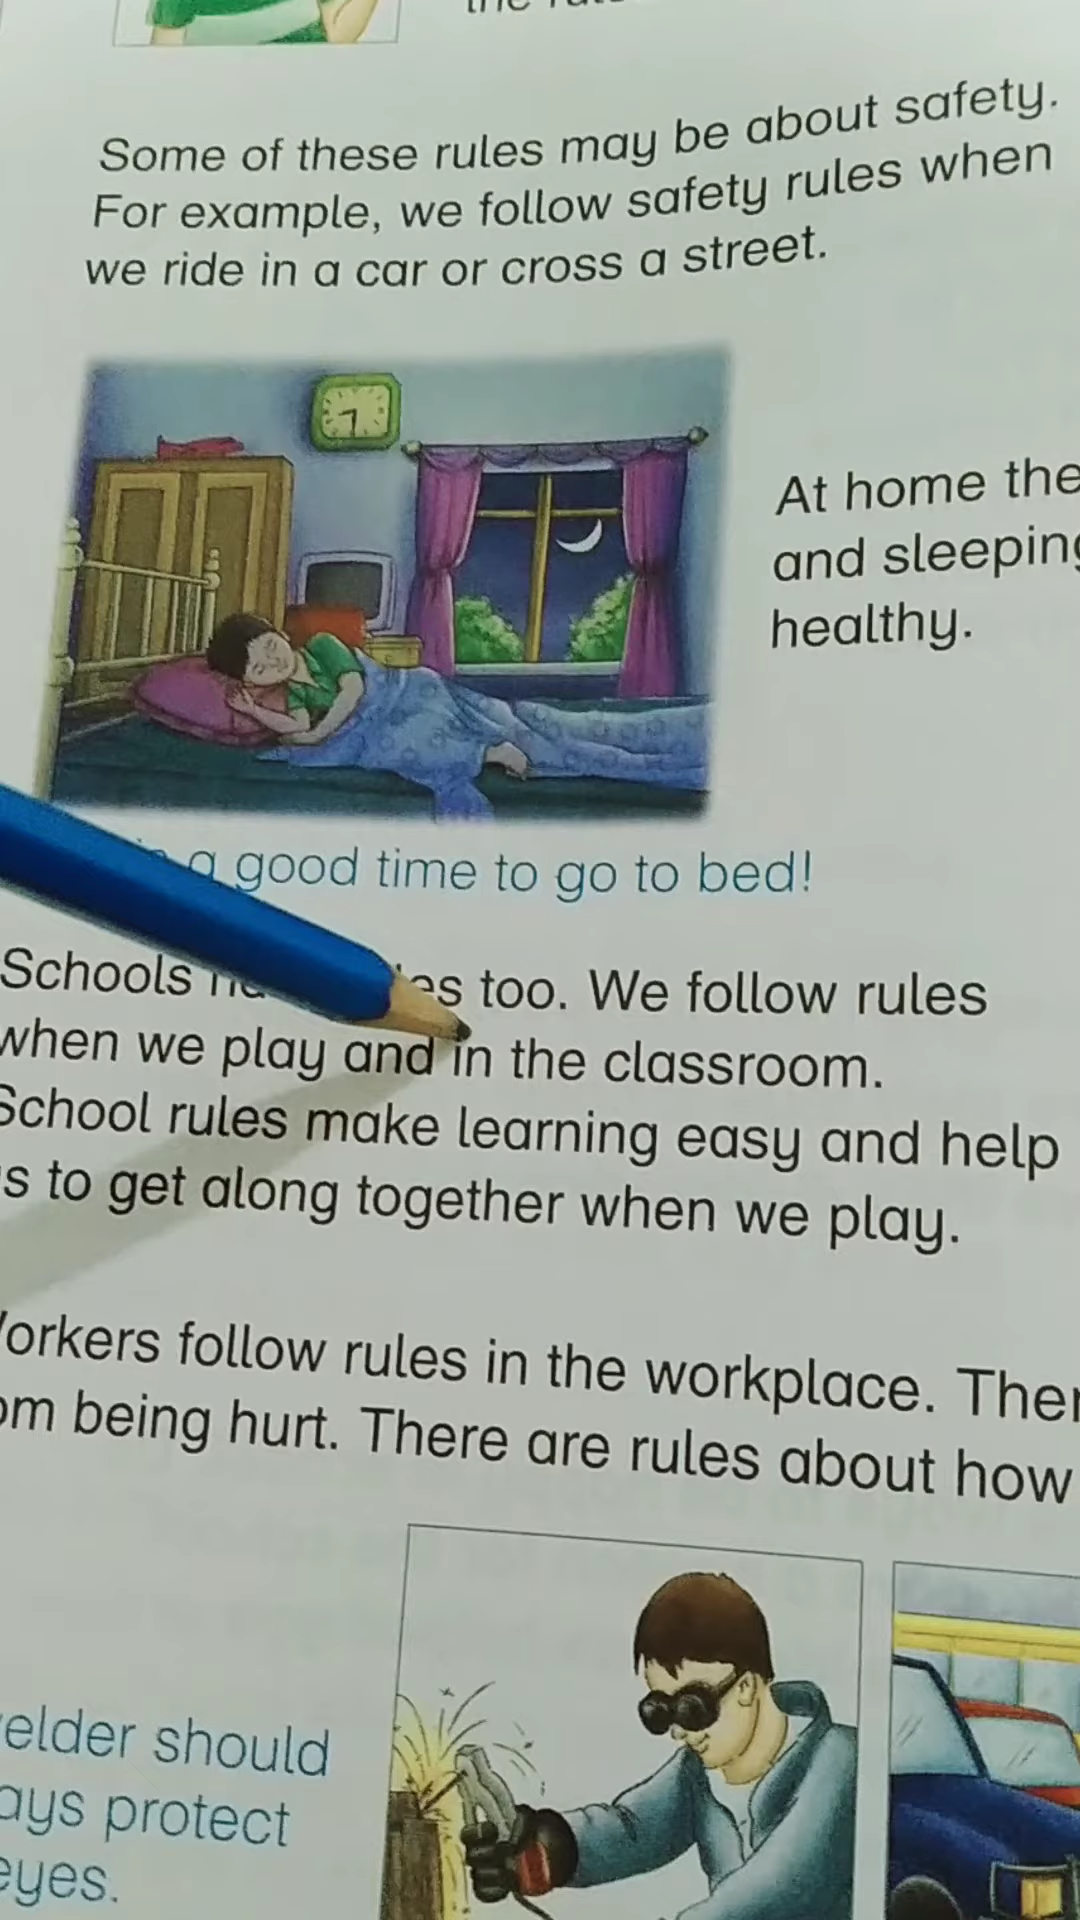 Some of these rules may be about safety.
For example, we follow safety rules when
we ride in a car or cross a street.
At home the
and sleeping
healthy.
a good time to go to bed!
Schools too. We follow rules
when we play and in the classroom.
School rules make learning easy and help
s to get along together when we play.
orkers follow rules in the workplace. Ther
om being hurt. There are rules about how
elder should
ays protect
eyes.